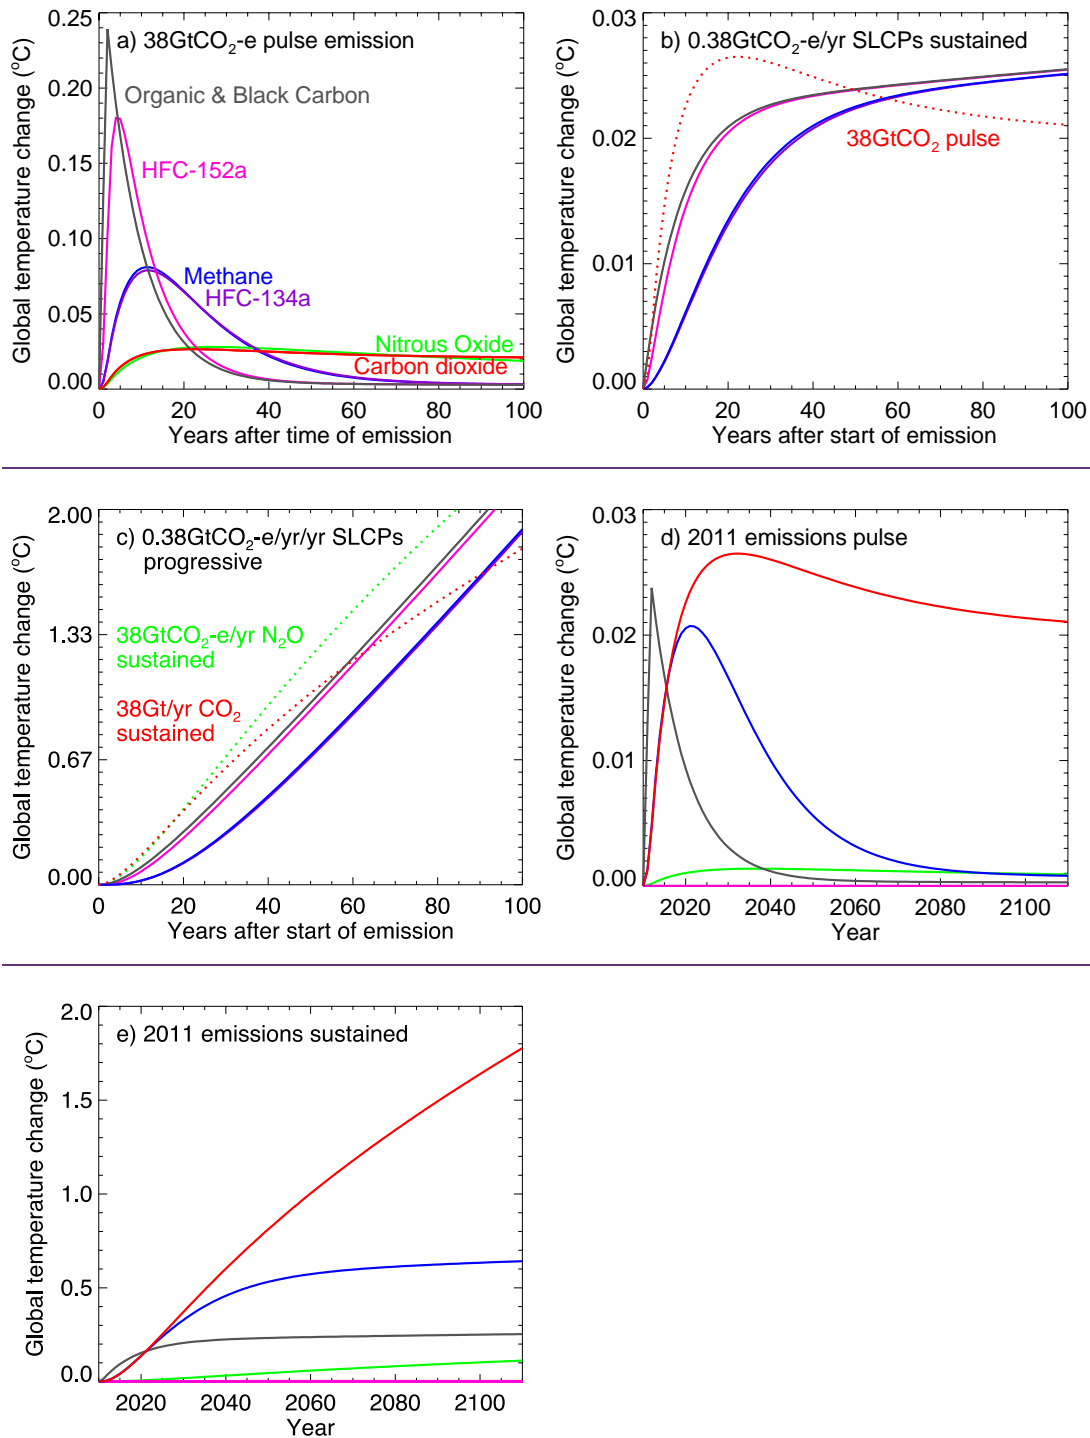 a) 38GtCO₂-e pulse emission
Global temperature change (°C)
0.25
0.20
0.15
0.10
0.05
0.00
Organic & Black Carbon
HFC-152a
Methane
HFC-134a
Nitrous Oxide
Carbon dioxide
0 20 40 60 80 100
Years after time of emission
b) 0.38GtCO₂-e/yr SLCPs sustained
Global temperature change (°C)
0.03
0.02
0.01
0.00
38GtCO₂ pulse
0 20 40 60 80 100
Years after start of emission
c) 0.38GtCO₂-e/yr/yr SLCPs
progressive
Global temperature change (°C)
2.00
1.33
0.67
0.00
38GtCO₂-e/yr N₂O
sustained
38Gt/yr CO₂
sustained
0 20 40 60 80 100
Years after start of emission
d) 2011 emissions pulse
Global temperature change (°C)
0.03
0.02
0.01
0.00
2020 2040 2060 2080 2100
Year
e) 2011 emissions sustained
Global temperature change (°C)
2.0
1.5
1.0
0.5
0.0
2020 2040 2060 2080 2100
Year